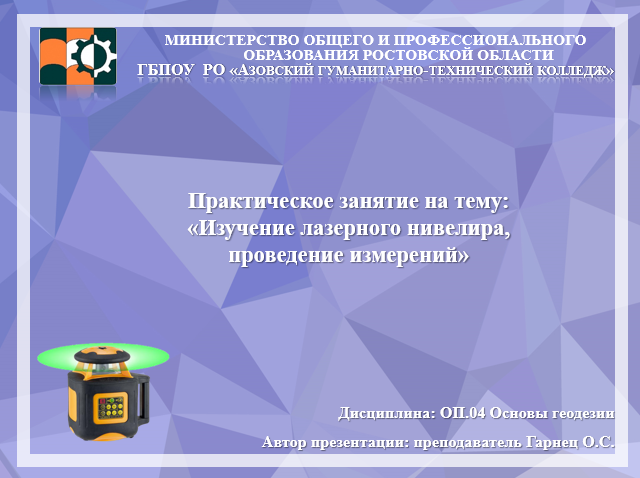 МИНИСТЕРСТВО ОБЩЕГО И ПРОФЕССИОНАЛЬНОГО
ОБРАЗОВАНИЯ РОСТОВСКОЙ ОБЛАСТИ
ГБПОУ РО «АЗОВСКИЙ ГУМАНИТАРНО-ТЕХНИЧЕСКИЙ КОЛЛЕДЖ»
Практическое занятие на тему:
«Изучение лазерного нивелира,
проведение измерений»
Дисциплина: ОП.04 Основы геодезии
Автор презентации: преподаватель Гарнец О.С.